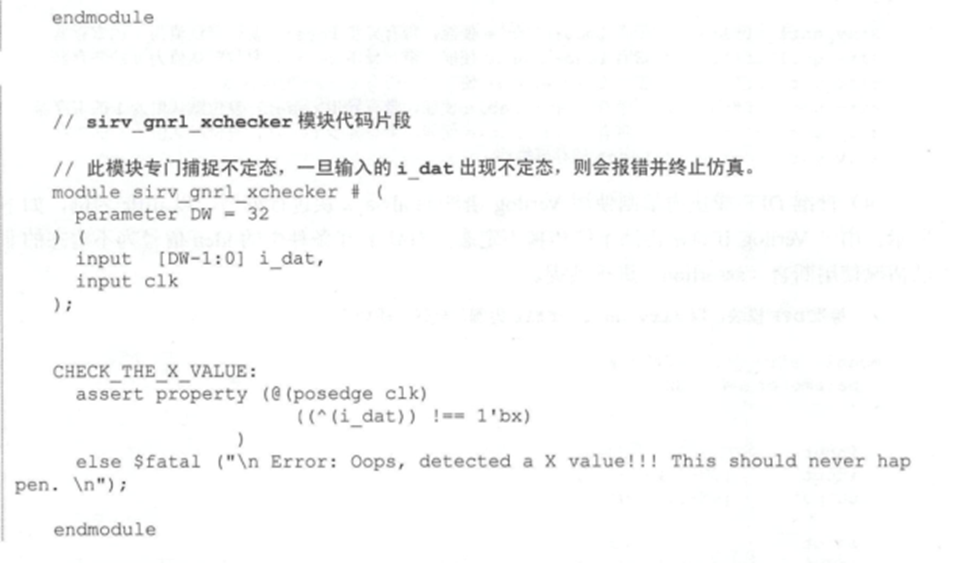 endmodule
// sirv_gnrl_xchecker 模块代码片段
// 此模块专门捕捉不定态，一旦输入的 i_dat 出现不定态，则会报错并终止仿真。
module sirv_gnrl_xchecker # (
parameter DW = 32
) (
input [DW-1:0] i_dat,
input clk
);
CHECK_THE_X_VALUE:
assert property (@(posedge clk)
((^(i_dat)) !== 1'bx)
)
else $fatal ("\n Error: Oops, detected a X value!!! This should never hap
pen. \n");
endmodule